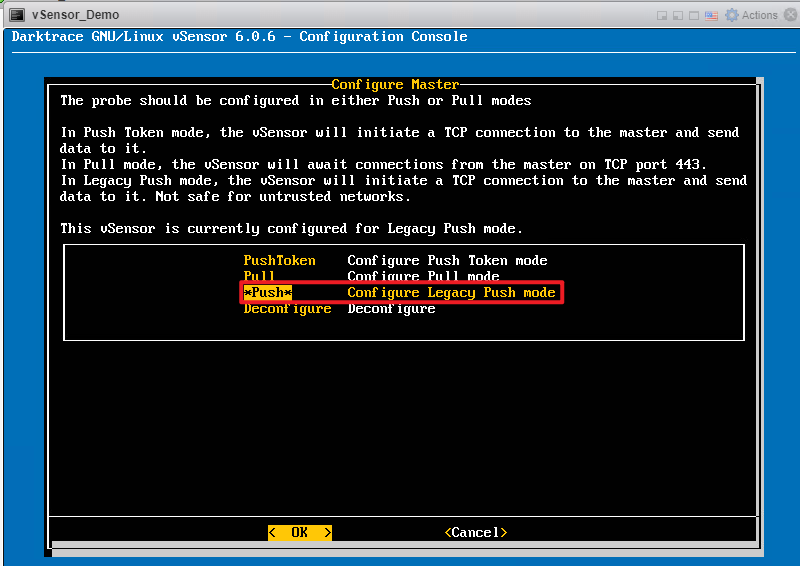 vSensor_Demo
Actions
Darktrace GNU/Linux vSensor 6.0.6 - Configuration Console
Configure Master
The probe should be configured in either Push or Pull modes
In Push Token mode, the vSensor will initiate a TCP connection to the master and send
data to it.
In Pull mode, the vSensor will await connections from the master on TCP port 443.
In Legacy Push mode, the vSensor will initiate a TCP connection to the master and send
data to it. Not safe for untrusted networks.
This vSensor is currently configured for Legacy Push mode.
PushToken Configure Push Token mode
Pull Configure Pull mode
*Push* Configure Legacy Push mode
Deconfigure Deconfigure
< OK > <Cancel>